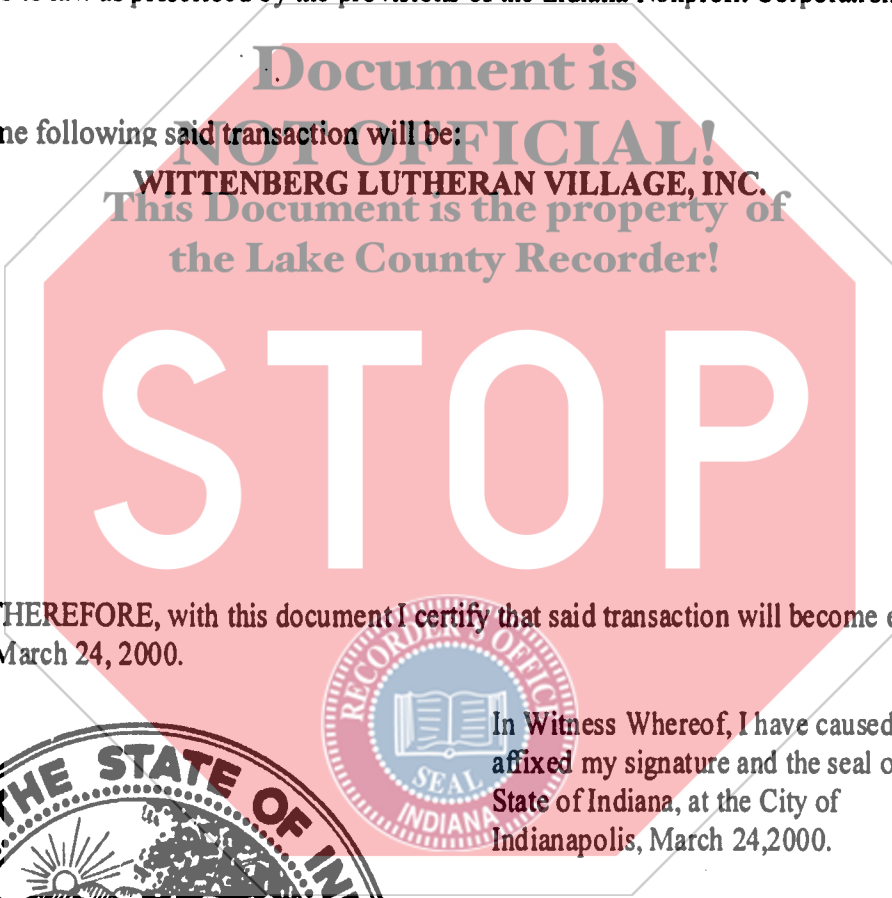 Document is
me following said transaction will be:
NOT OFFICIAL!
WITTENBERG LUTHERAN VILLAGE, INC.
This Document is the property of
the Lake County Recorder!
STOP
THEREFORE, with this document I certify that said transaction will become e
March 24, 2000.
RECORDER'S OFFICE
SEAL
INDIANA
In Witness Whereof, I have caused
affixed my signature and the seal o
State of Indiana, at the City of
Indianapolis, March 24,2000.
THE STATE OF IN